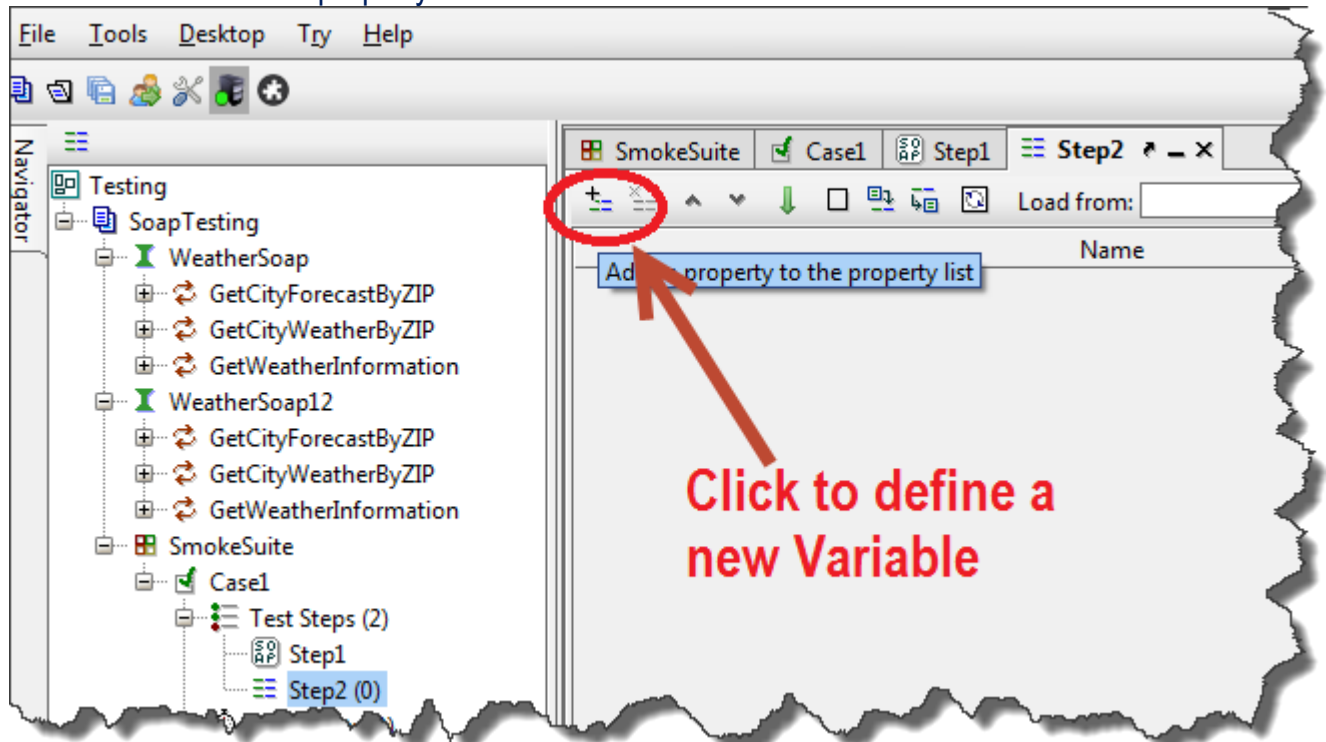 File Tools Desktop Try Help
Navigator
Testing
SoapTesting
WeatherSoap
GetCityForecastByZIP
GetCityWeatherByZIP
GetWeatherInformation
WeatherSoap12
GetCityForecastByZIP
GetCityWeatherByZIP
GetWeatherInformation
SmokeSuite
Case1
Test Steps (2)
SOAP Step1
Step2 (0)
SmokeSuite Case1 SOAP Step1 Step2
Load from:
Name
property to the property list
Click to define a
new Variable